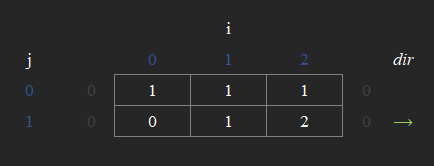 i
j 0 1 2 dir
0 0 1 1 1 0
1 0 0 1 2 0 →